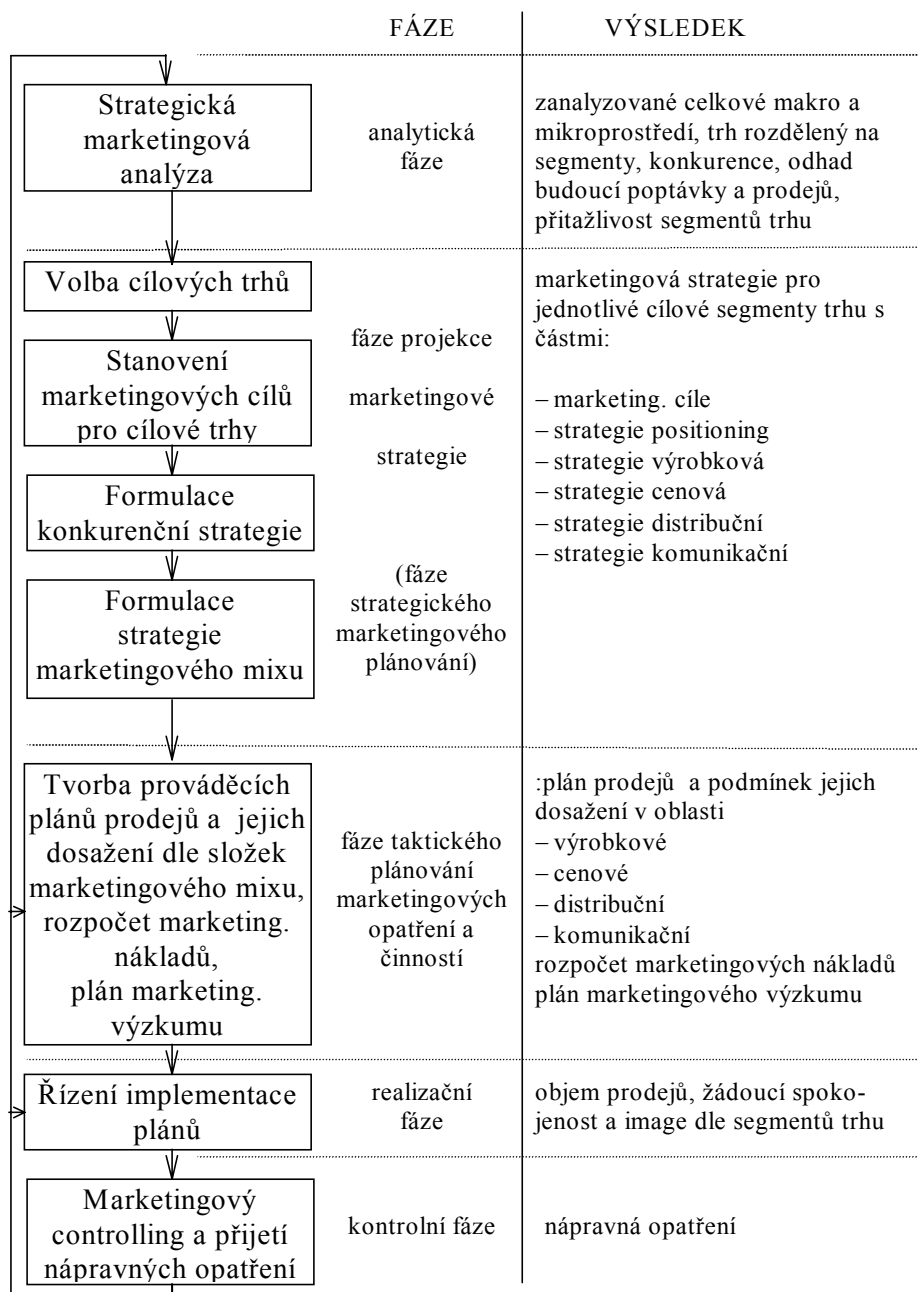 FÁZE
VÝSLEDEK
Strategická
marketingová
analýza
analytická
fáze
zanalyzované celkové makro a
mikroprostředí, trh rozdělený na
segmenty, konkurence, odhad
budoucí poptávky a prodejů,
přitažlivost segmentů trhu
Volba cílových trhů
Stanovení
marketingových cílů
pro cílové trhy
Formulace
konkurenční strategie
Formulace
strategie
marketingového mixu
fáze projekce
marketingové
strategie
(fáze
strategického
marketingového
plánování)
marketingová strategie pro
jednotlivé cílové segmenty trhu s
částmi:
– marketing. cíle
– strategie positioning
– strategie výrobková
– strategie cenová
– strategie distribuční
– strategie komunikační
Tvorba prováděcích
plánů prodejů a jejich
dosažení dle složek
marketingového mixu,
rozpočet marketing.
nákladů,
plán marketing.
výzkumu
fáze taktického
plánování
marketingových
opatření a
činností
:plán prodejů a podmínek jejich
dosažení v oblasti
– výrobkové
– cenové
– distribuční
– komunikační
rozpočet marketingových nákladů
plán marketingového výzkumu
Řízení implementace
plánů
realizační
fáze
objem prodejů, žádoucí spoko-
jenost a image dle segmentů trhu
Marketingový
controlling a přijetí
nápravných opatření
kontrolní fáze
nápravná opatření